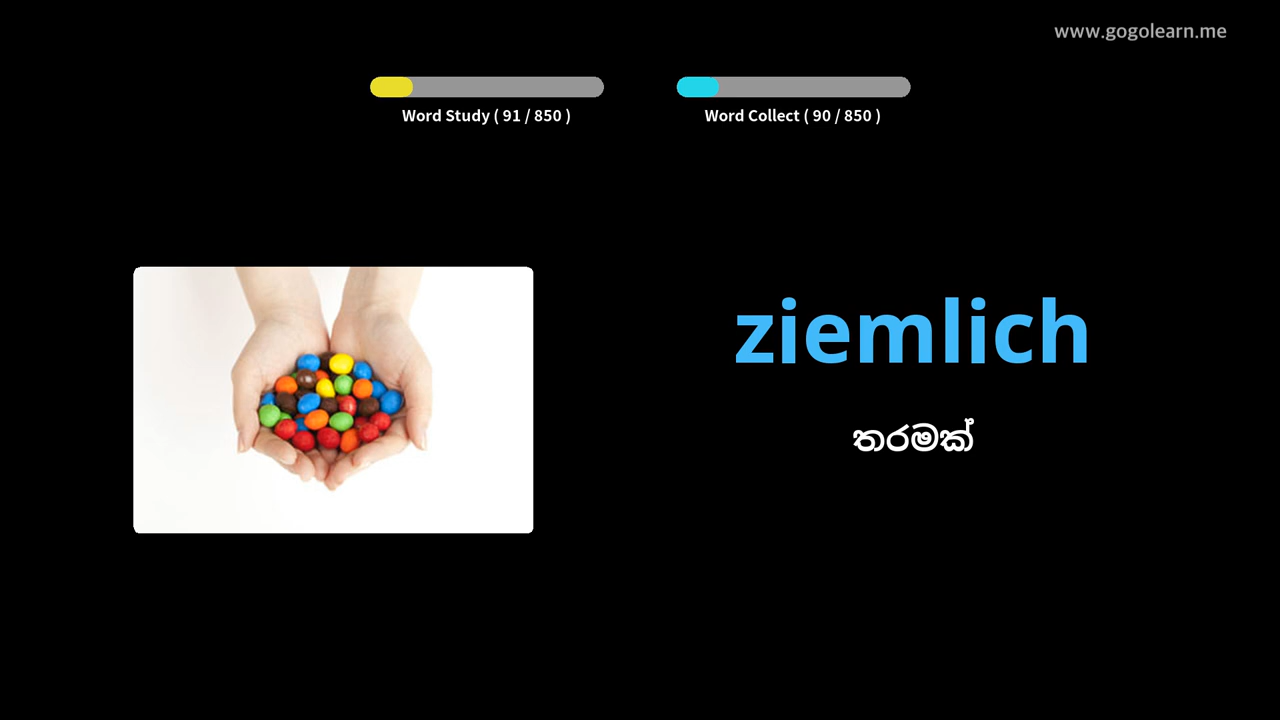 www.gogolearn.me
Word Study ( 91 / 850 )
Word Collect ( 90 / 850 )
ziemlich
තරමක්